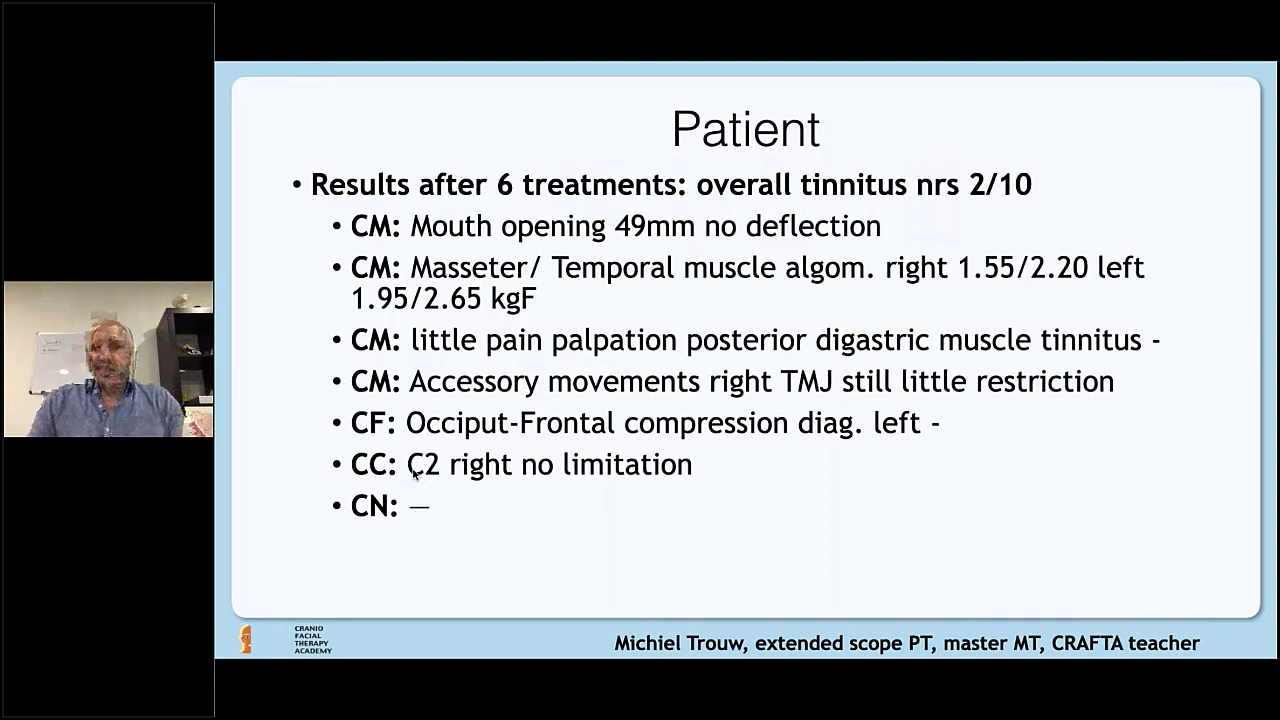 Patient
• Results after 6 treatments: overall tinnitus nrs 2/10
• CM: Mouth opening 49mm no deflection
• CM: Masseter/ Temporal muscle algom. right 1.55/2.20 left
1.95/2.65 kgF
• CM: little pain palpation posterior digastric muscle tinnitus -
• CM: Accessory movements right TMJ still little restriction
• CF: Occiput-Frontal compression diag. left -
• CC: C2 right no limitation
• CN: —
CRANIO
FACIAL
THERAPY
ACADEMY
Michiel Trouw, extended scope PT, master MT, CRAFTA teacher